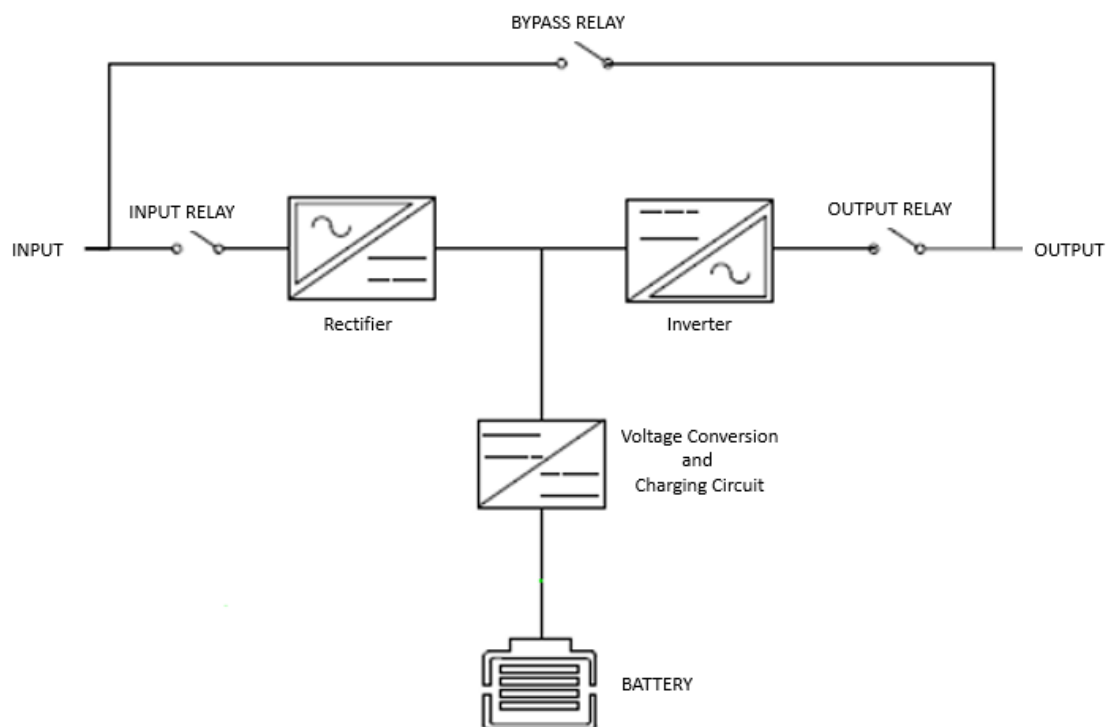 BYPASS RELAY
INPUT RELAY
OUTPUT RELAY
INPUT
OUTPUT
Rectifier
Inverter
Voltage Conversion
and
Charging Circuit
BATTERY